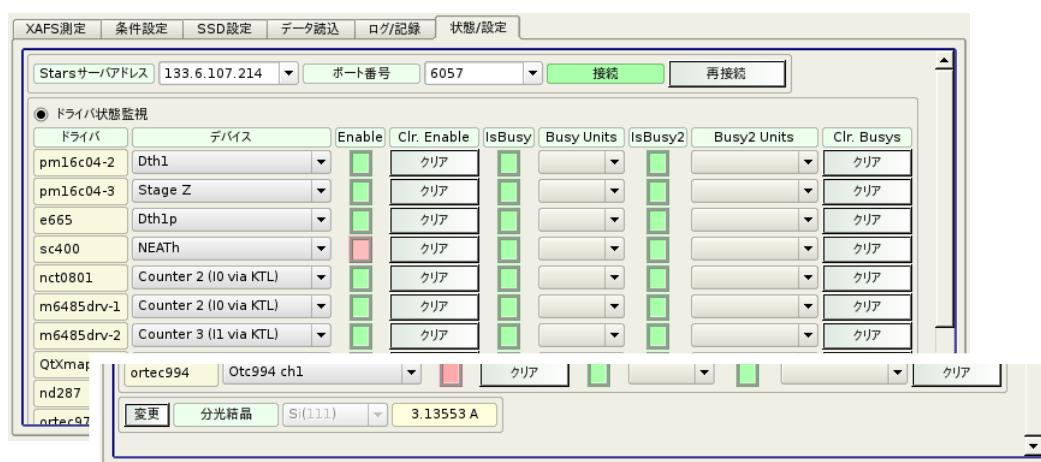 XAFS測定 条件設定 SSD設定 データ読込 ログ/記録 状態/設定
Starsサーバアドレス 133.6.107.214 ポート番号 6057 接続 再接続
ドライバ状態監視
ドライバ デバイス Enable Clr. Enable IsBusy Busy Units IsBusy2 Busy2 Units Clr. Busys
pm16c04-2 Dth1 クリア クリア
pm16c04-3 Stage Z クリア クリア
e665 Dth1p クリア クリア
sc400 NEATh クリア クリア
nct0801 Counter 2 (I0 via KTL) クリア クリア
m6485drv-1 Counter 2 (I0 via KTL) クリア クリア
m6485drv-2 Counter 3 (I1 via KTL) クリア クリア
QtXmap
ortec994 Otc994 ch1 クリア クリア
nd287
変更 分光結晶 Si(111) 3.13553 A
ortec97